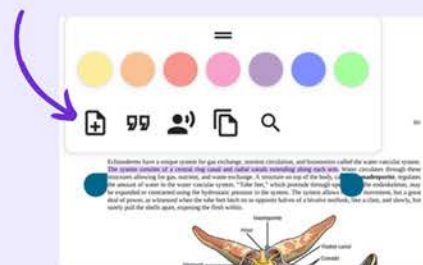 Echinoderms have a unique system for gas exchange, nutrient circulation, and locomotion called the water vascular system.
The system consists of a central ring canal and radial canals extending along each arm. Water circulates through these
structures allowing for gas, nutrient, and waste exchange. A structure on top of the body, madreporite, regulates
the amount of water in the water vascular system. "Tube feet," which protrude through the endoskeleton, may
be expanded or contracted using the hydrostatic pressure in the system. The system allows movement, but a great
deal of power, as witnessed when the tube feet latch on to opposite halves of a bivalve mollusk, like a clam, and slowly, but
surely pull the shells apart, exposing the flesh within.
Madreporite
Anus
Radial canal
Gonads